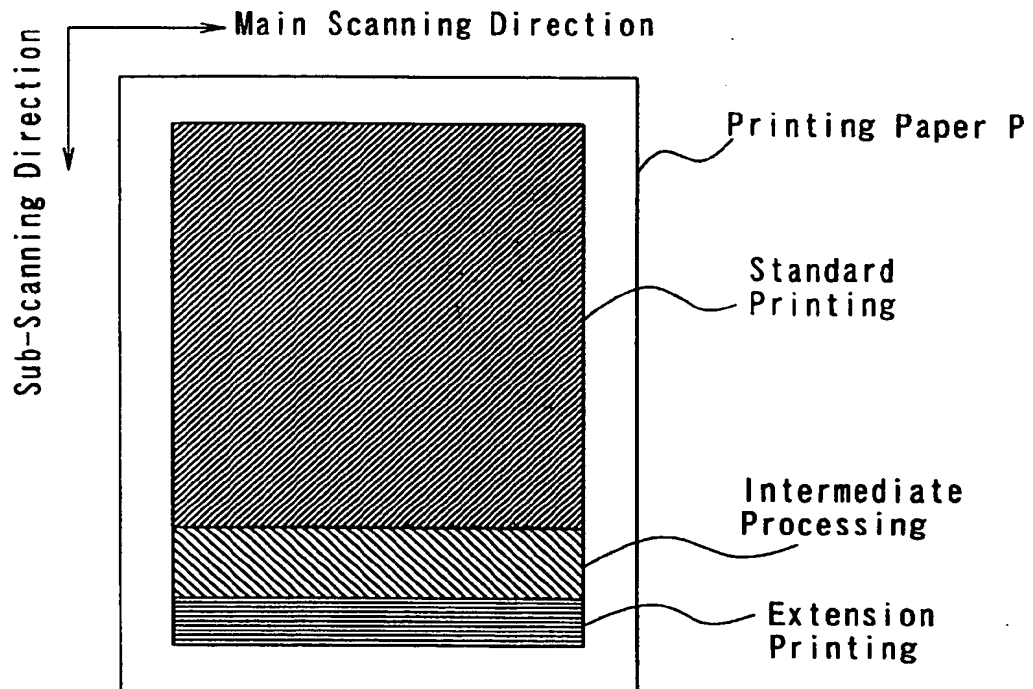 Main Scanning Direction
Sub-Scanning Direction
Printing Paper P
Standard
Printing
Intermediate
Processing
Extension
Printing